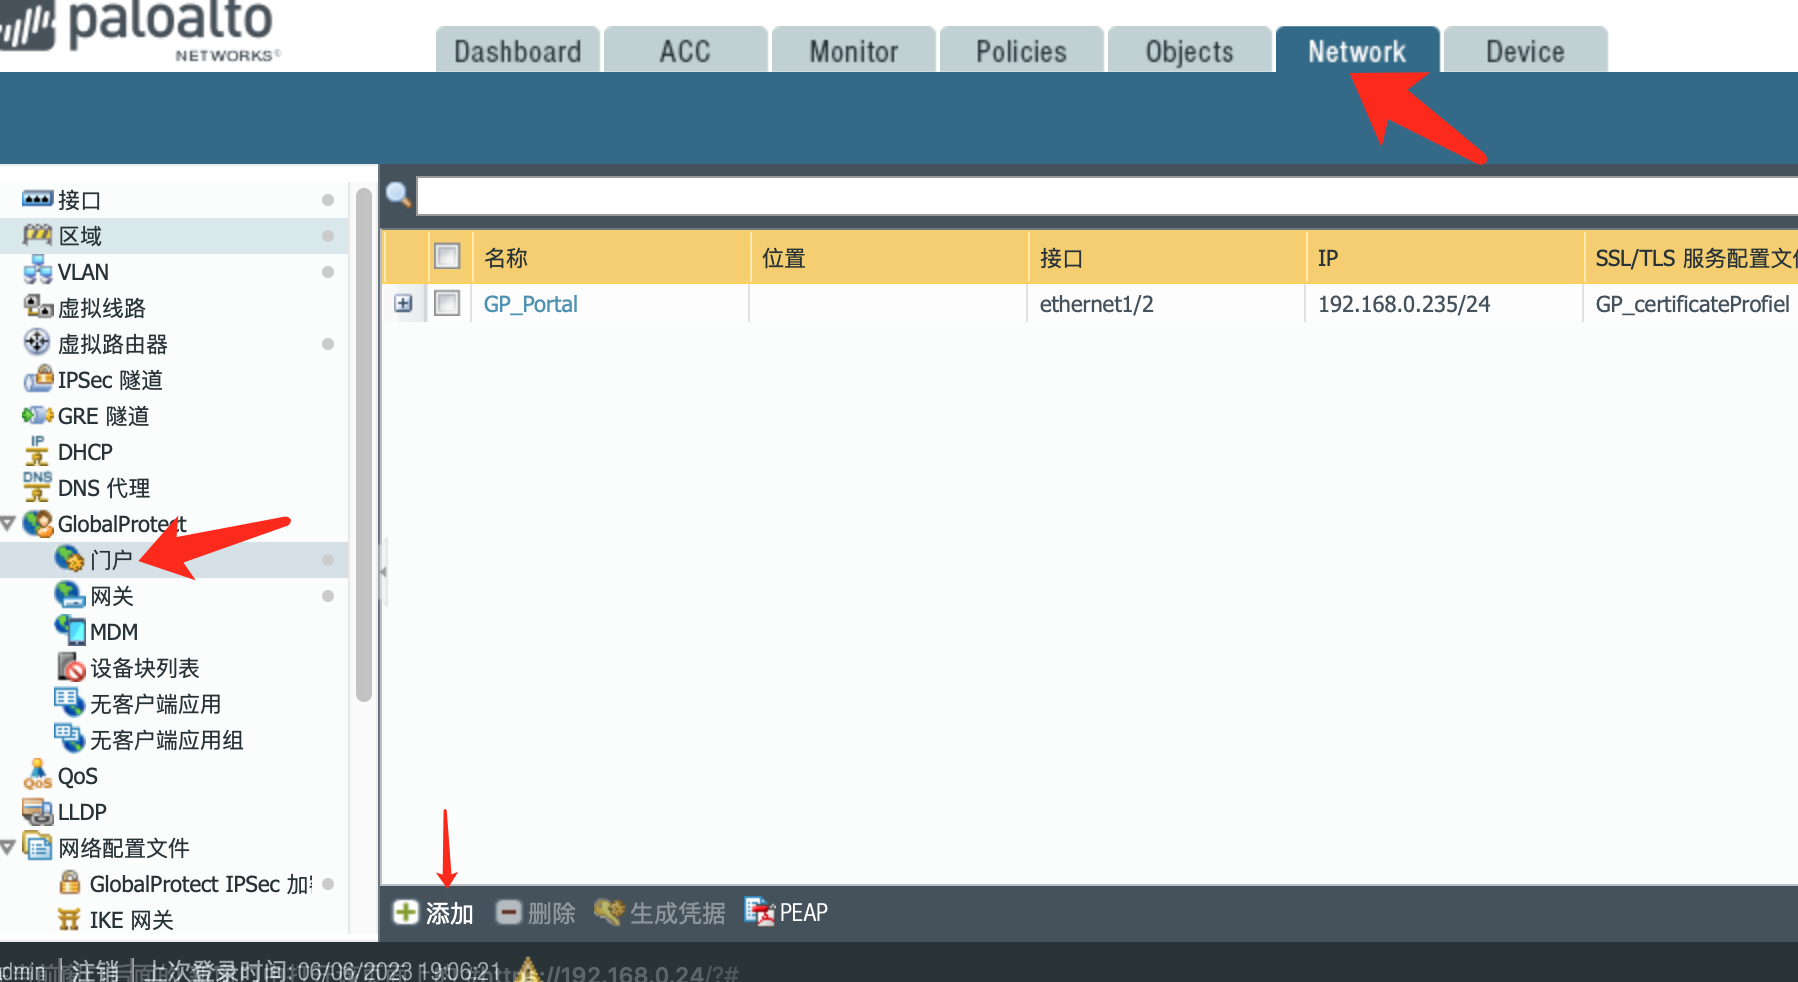 paloalto
NETWORKS
Dashboard
ACC
Monitor
Policies
Objects
Network
Device
接口
区域
VLAN
虚拟线路
虚拟路由器
IPSec 隧道
GRE 隧道
DHCP
DNS 代理
GlobalProtect
门户
网关
MDM
设备块列表
无客户端应用
无客户端应用组
QoS
LLDP
网络配置文件
GlobalProtect IPSec
IKE 网关
名称 位置 接口 IP SSL/TLS 服务配置文
GP_Portal ethernet1/2 192.168.0.235/24 GP_certificateProfiel
添加 删除 生成凭据 PEAP
dmin | 注销 | 上次登录时间: 06/06/2023 19:06:21
://192.168.0.24/?#